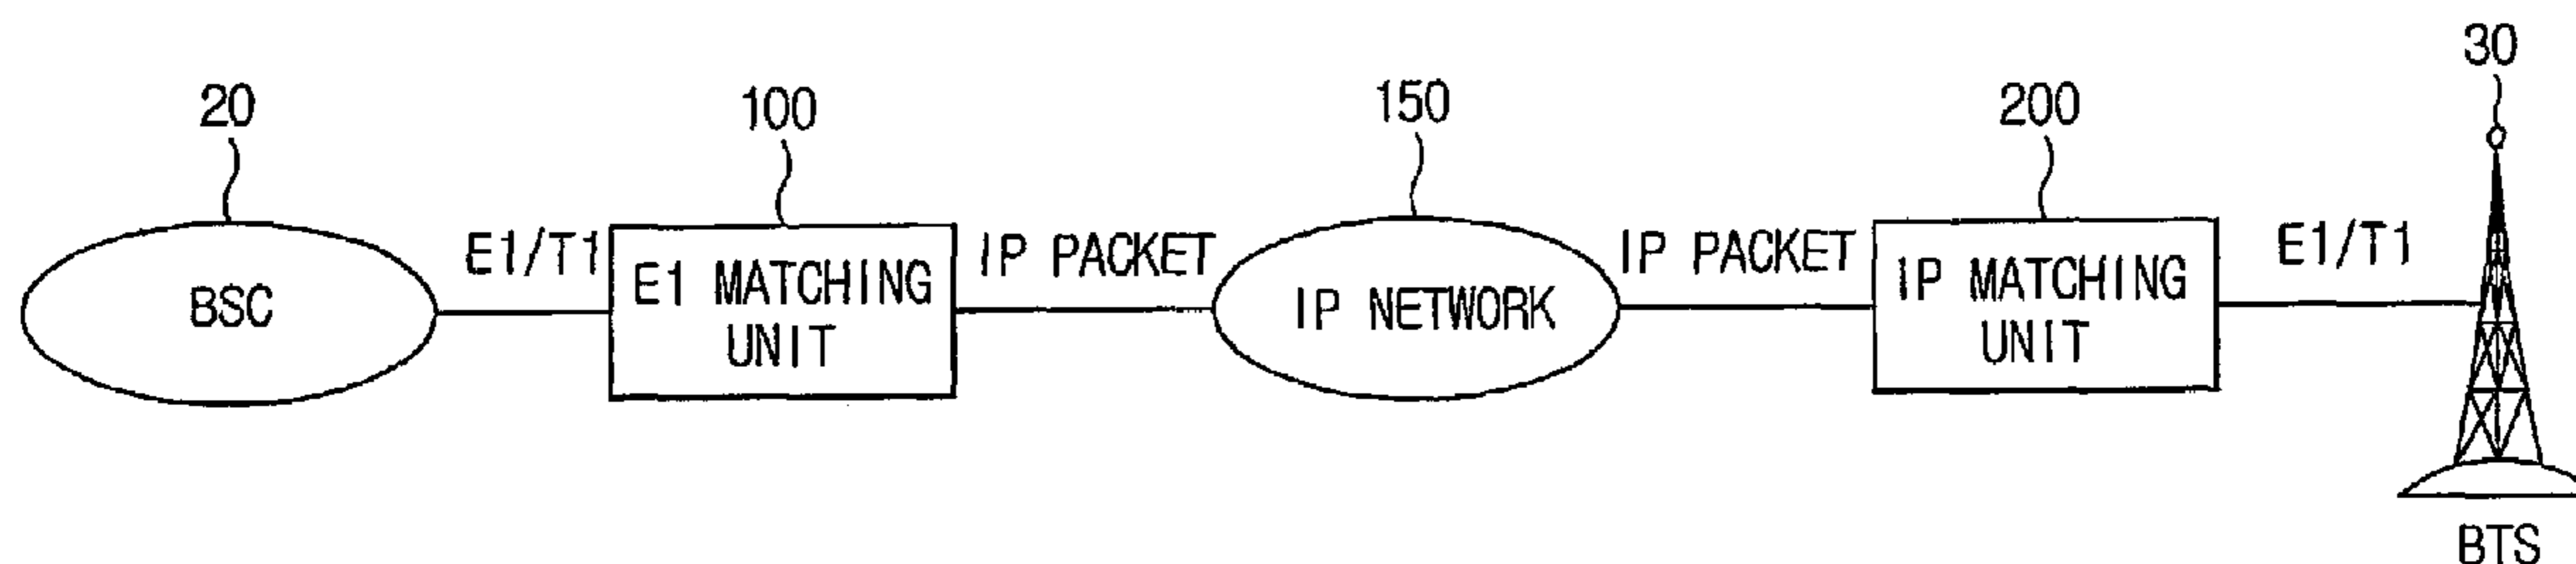 30
20
100
150
200
E1/T1
IP PACKET
IP PACKET
E1/T1
BSC
E1 MATCHING
UNIT
IP NETWORK
IP MATCHING
UNIT
BTS